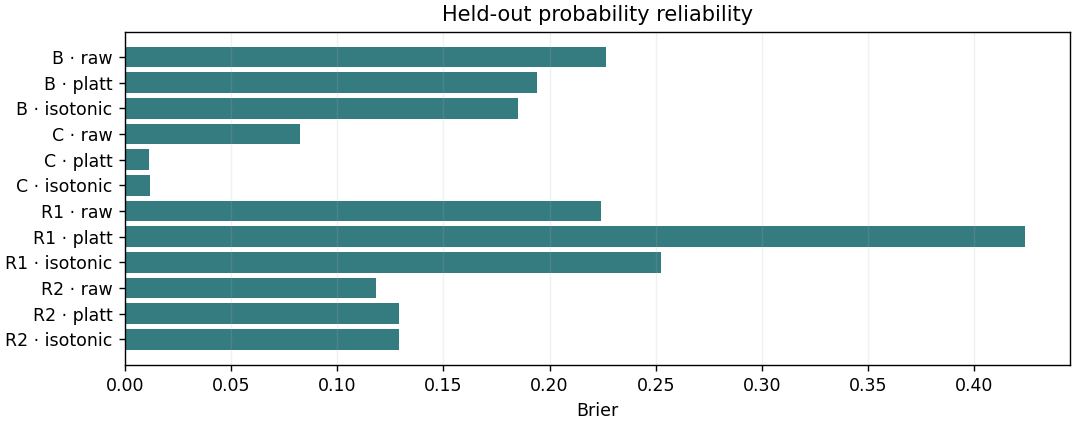 Held-out probability reliability
B · raw
B · platt
B · isotonic
C · raw
C · platt
C · isotonic
R1 · raw
R1 · platt
R1 · isotonic
R2 · raw
R2 · platt
R2 · isotonic
0.00 0.05 0.10 0.15 0.20 0.25 0.30 0.35 0.40
Brier